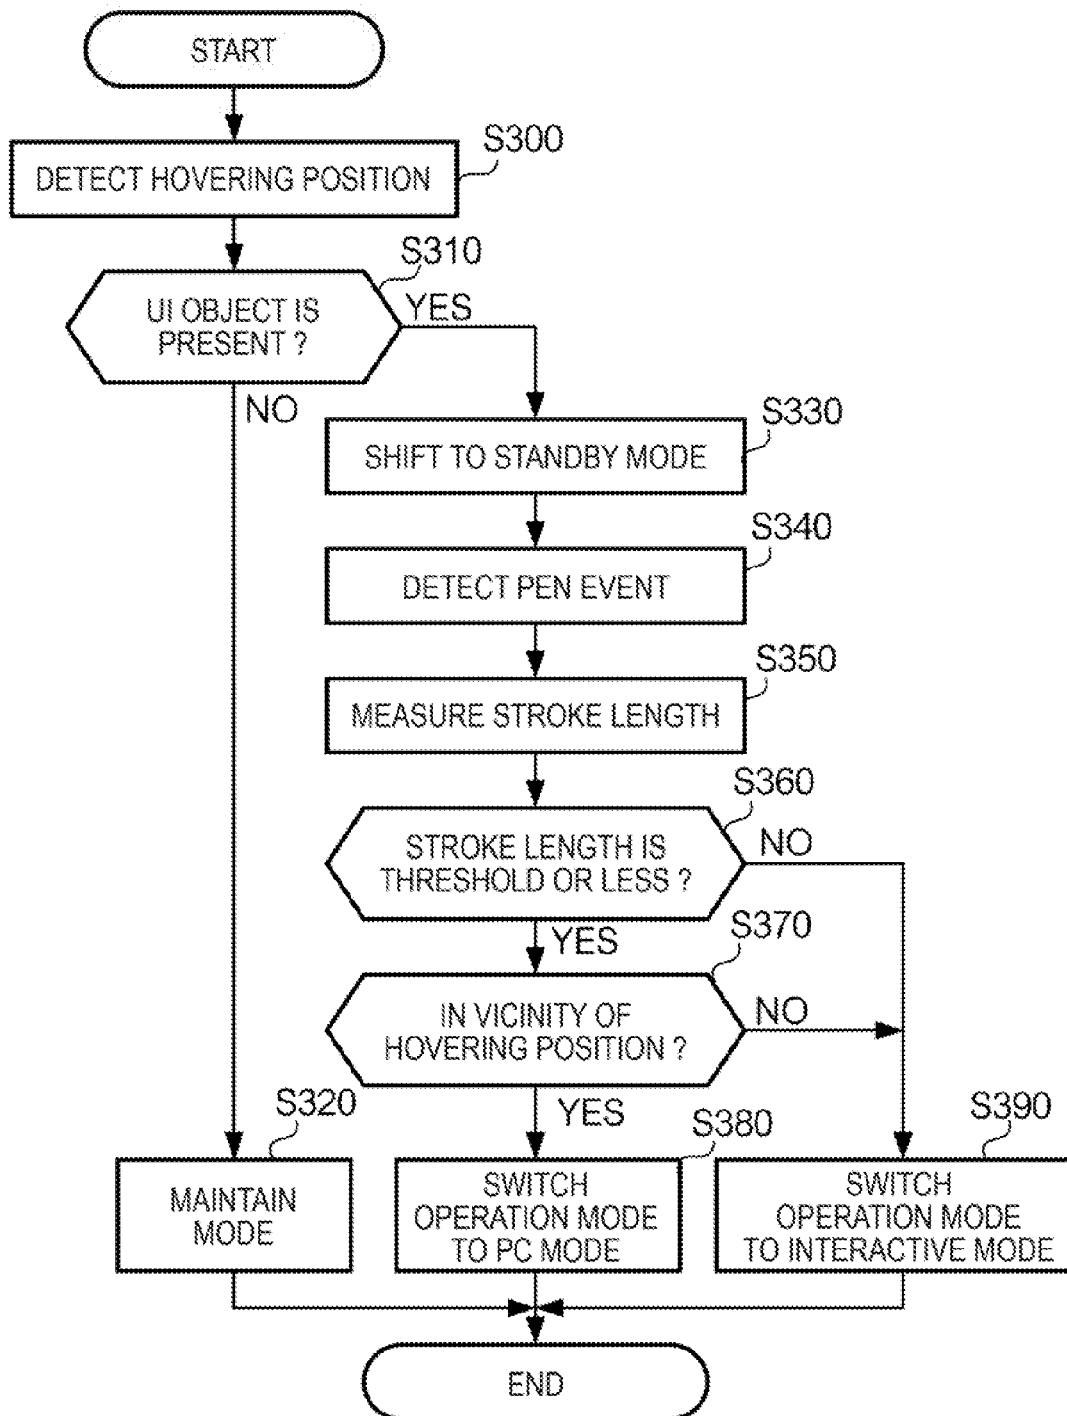 START
S300
DETECT HOVERING POSITION
S310
UI OBJECT IS
PRESENT ?
YES
NO
S330
SHIFT TO STANDBY MODE
S340
DETECT PEN EVENT
S350
MEASURE STROKE LENGTH
S360
STROKE LENGTH IS
THRESHOLD OR LESS ?
NO
YES
S370
IN VICINITY OF
HOVERING POSITION ?
NO
YES
S320
MAINTAIN
MODE
S380
SWITCH
OPERATION MODE
TO PC MODE
S390
SWITCH
OPERATION MODE
TO INTERACTIVE MODE
END